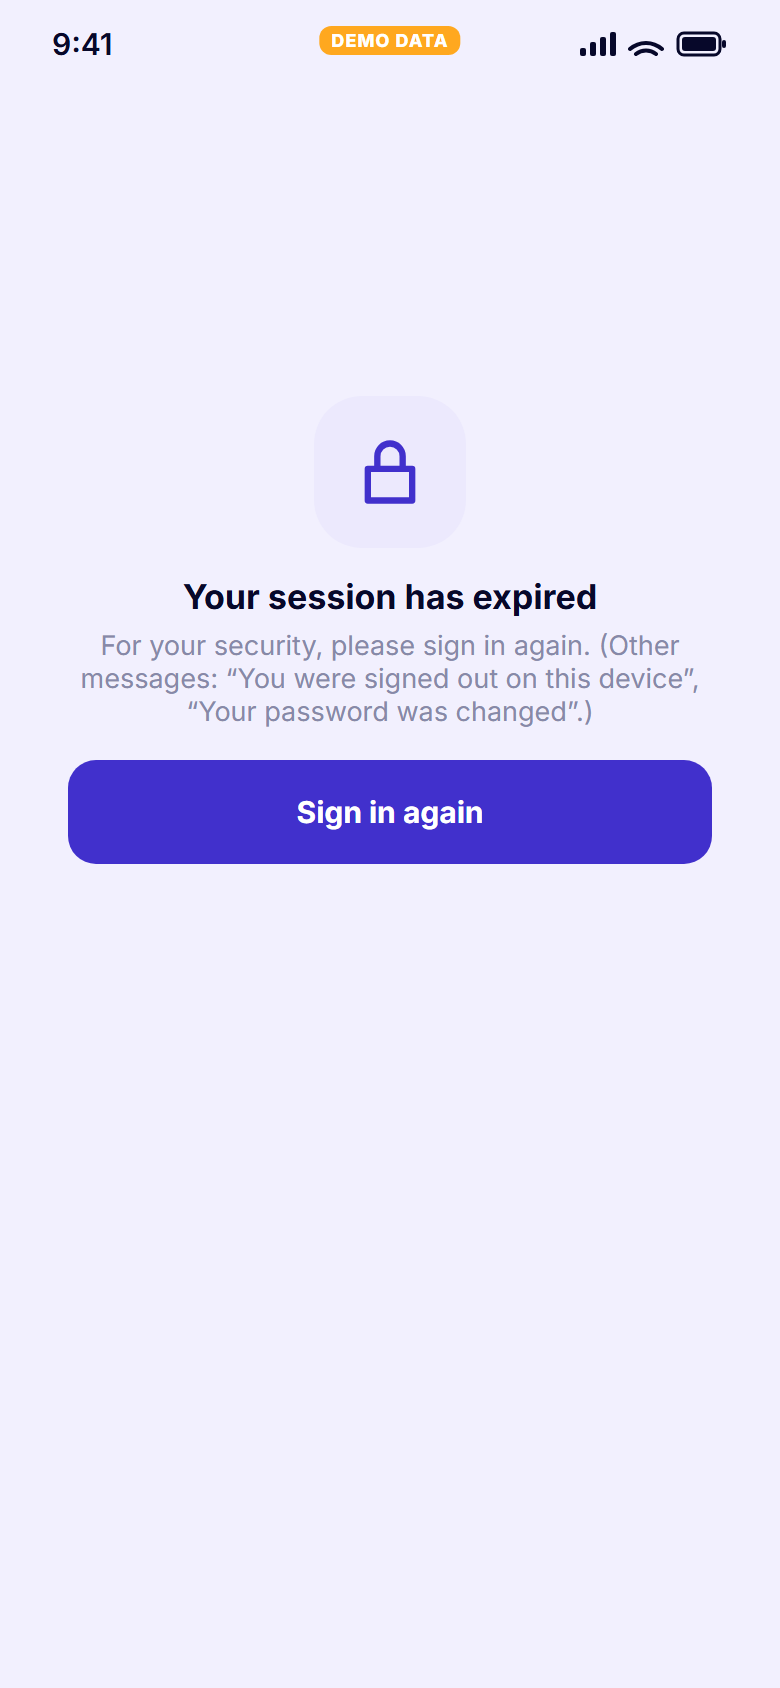 9:41
DEMO DATA
Your session has expired
For your security, please sign in again. (Other
messages: “You were signed out on this device”,
“Your password was changed”.)
Sign in again